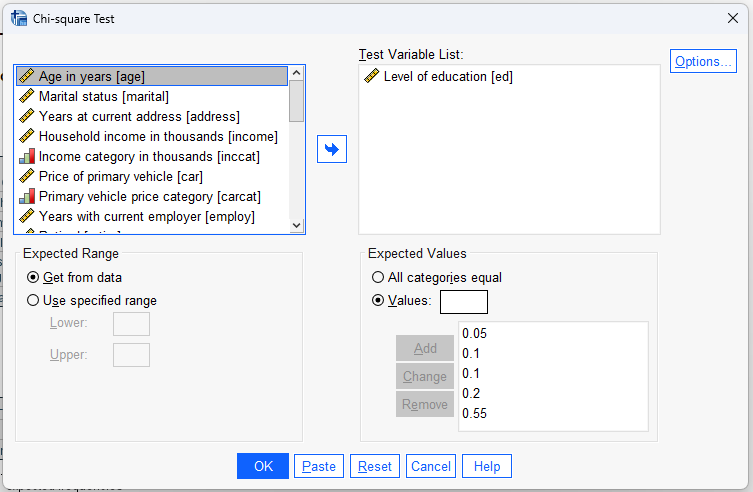 Chi-square Test
Test Variable List:
Age in years [age]
Marital status [marital]
Years at current address [address]
Household income in thousands [income]
Income category in thousands [inccat]
Price of primary vehicle [car]
Primary vehicle price category [carcat]
Years with current employer [employ]
Level of education [ed]
Options...
Expected Range
Get from data
Use specified range
Lower:
Upper:
Expected Values
All categories equal
Values:
Add
Change
Remove
0.05
0.1
0.1
0.2
0.55
OK
Paste
Reset
Cancel
Help